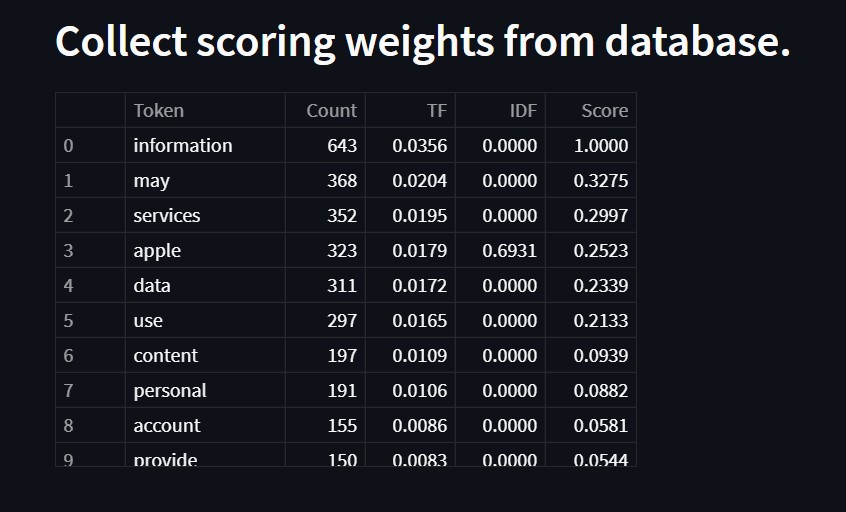 Collect scoring weights from database.
Token Count TF IDF Score
0 information 643 0.0356 0.0000 1.0000
1 may 368 0.0204 0.0000 0.3275
2 services 352 0.0195 0.0000 0.2997
3 apple 323 0.0179 0.6931 0.2523
4 data 311 0.0172 0.0000 0.2339
5 use 297 0.0165 0.0000 0.2133
6 content 197 0.0109 0.0000 0.0939
7 personal 191 0.0106 0.0000 0.0882
8 account 155 0.0086 0.0000 0.0581
9 provide 150 0.0083 0.0000 0.0544